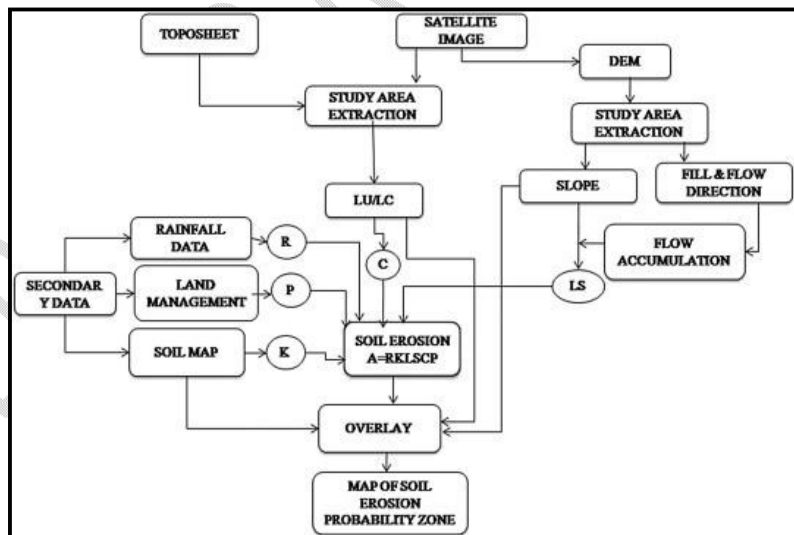 TOPOSHEET
SATELLITE
IMAGE
DEM
STUDY AREA
EXTRACTION
STUDY AREA
EXTRACTION
SLOPE
FILL & FLOW
DIRECTION
LU/LC
RAINFALL
DATA
R
C
FLOW
ACCUMULATION
SECONDAR
Y DATA
LAND
MANAGEMENT
P
LS
SOIL MAP
K
SOIL EROSION
A=RKLSCP
OVERLAY
MAP OF SOIL
EROSION
PROBABILITY ZONE